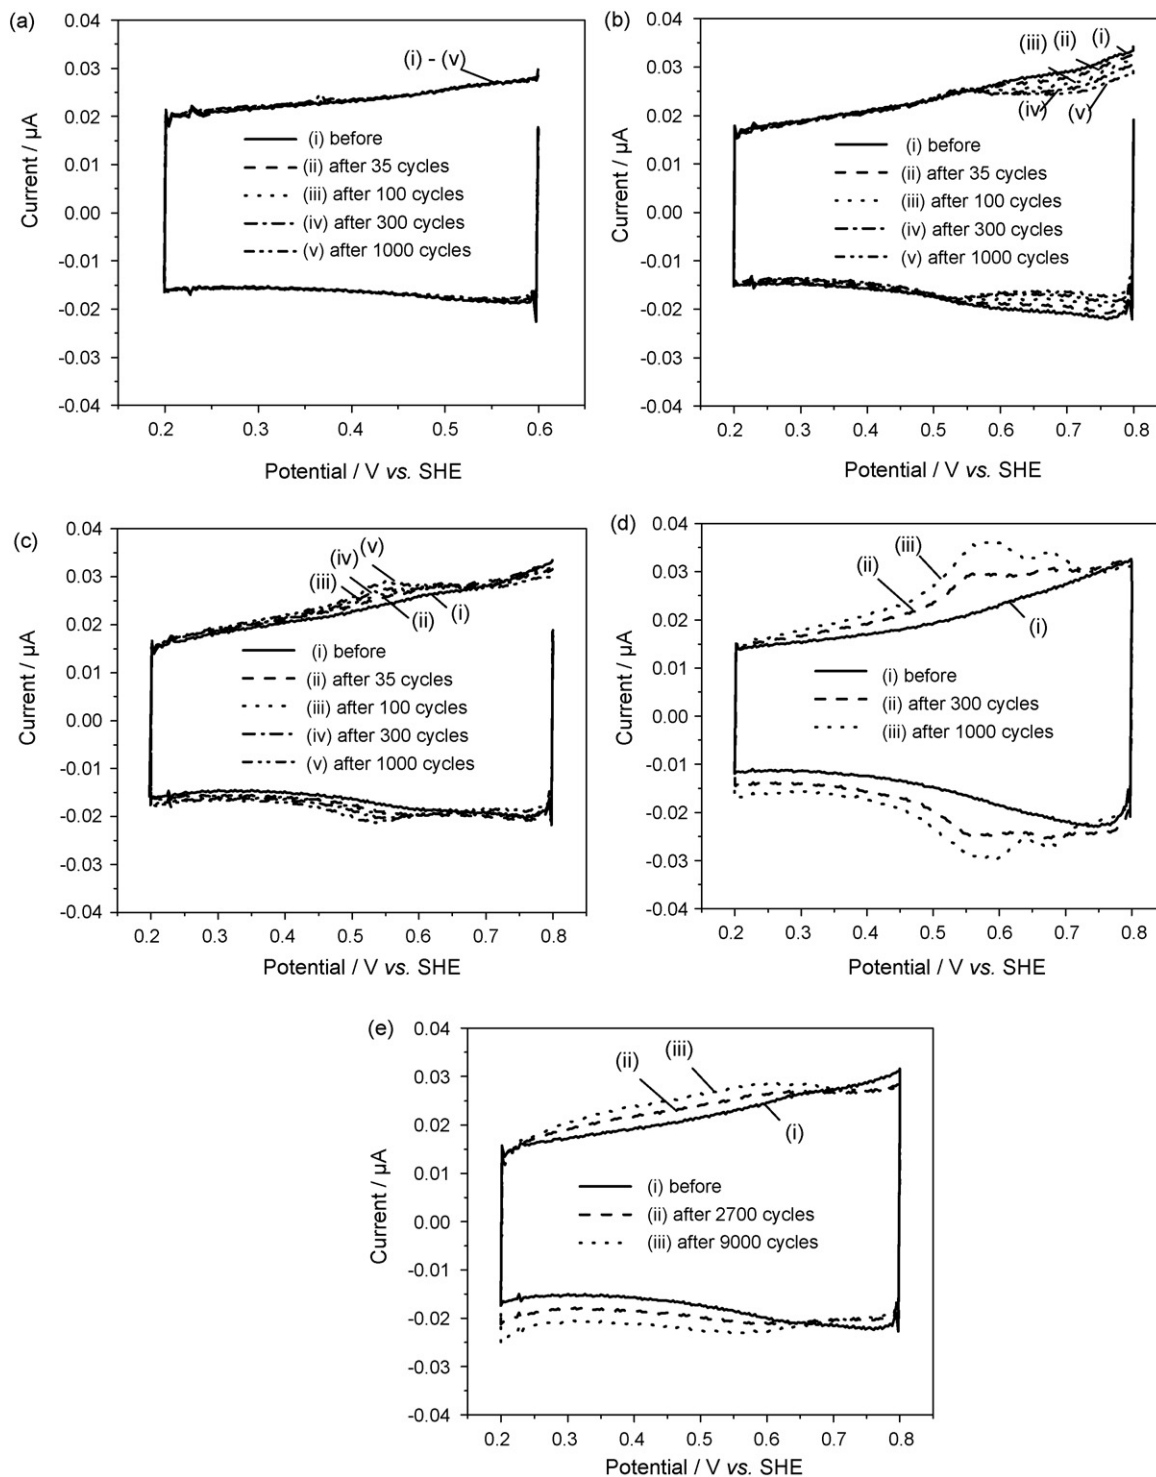 (a)
0.04
0.03
0.02
0.01
0.00
-0.01
-0.02
-0.03
-0.04
Current / µA
(i) - (v)
(i) before
(ii) after 35 cycles
(iii) after 100 cycles
(iv) after 300 cycles
(v) after 1000 cycles
0.2 0.3 0.4 0.5 0.6
Potential / V vs. SHE
(b)
0.04
0.03
0.02
0.01
0.00
-0.01
-0.02
-0.03
-0.04
Current / µA
(iii) (ii) (i)
(iv) (v)
(i) before
(ii) after 35 cycles
(iii) after 100 cycles
(iv) after 300 cycles
(v) after 1000 cycles
0.2 0.3 0.4 0.5 0.6 0.7 0.8
Potential / V vs. SHE
(c)
0.04
0.03
0.02
0.01
0.00
-0.01
-0.02
-0.03
-0.04
Current / µA
(iv) (v)
(iii)
(ii) (i)
(i) before
(ii) after 35 cycles
(iii) after 100 cycles
(iv) after 300 cycles
(v) after 1000 cycles
0.2 0.3 0.4 0.5 0.6 0.7 0.8
Potential / V vs. SHE
(d)
0.04
0.03
0.02
0.01
0.00
-0.01
-0.02
-0.03
-0.04
Current / µA
(iii)
(ii)
(i)
(i) before
(ii) after 300 cycles
(iii) after 1000 cycles
0.2 0.3 0.4 0.5 0.6 0.7 0.8
Potential / V vs. SHE
(e)
0.04
0.03
0.02
0.01
0.00
-0.01
-0.02
-0.03
-0.04
Current / µA
(ii) (iii)
(i)
(i) before
(ii) after 2700 cycles
(iii) after 9000 cycles
0.2 0.3 0.4 0.5 0.6 0.7 0.8
Potential / V vs. SHE